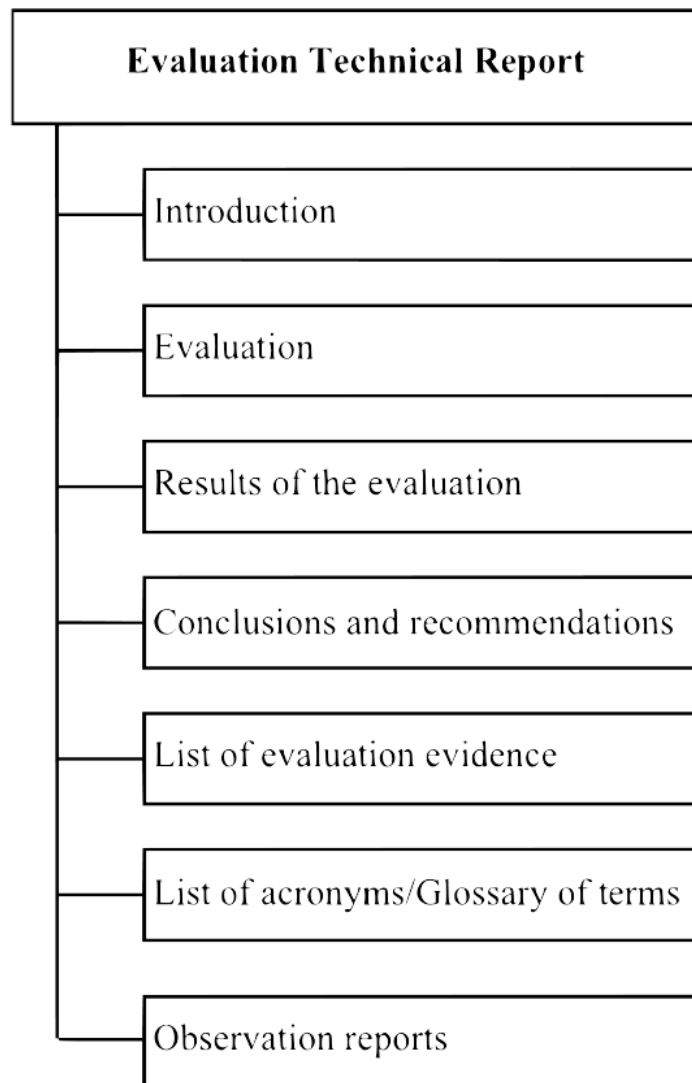 Evaluation Technical Report
Introduction
Evaluation
Results of the evaluation
Conclusions and recommendations
List of evaluation evidence
List of acronyms/Glossary of terms
Observation reports